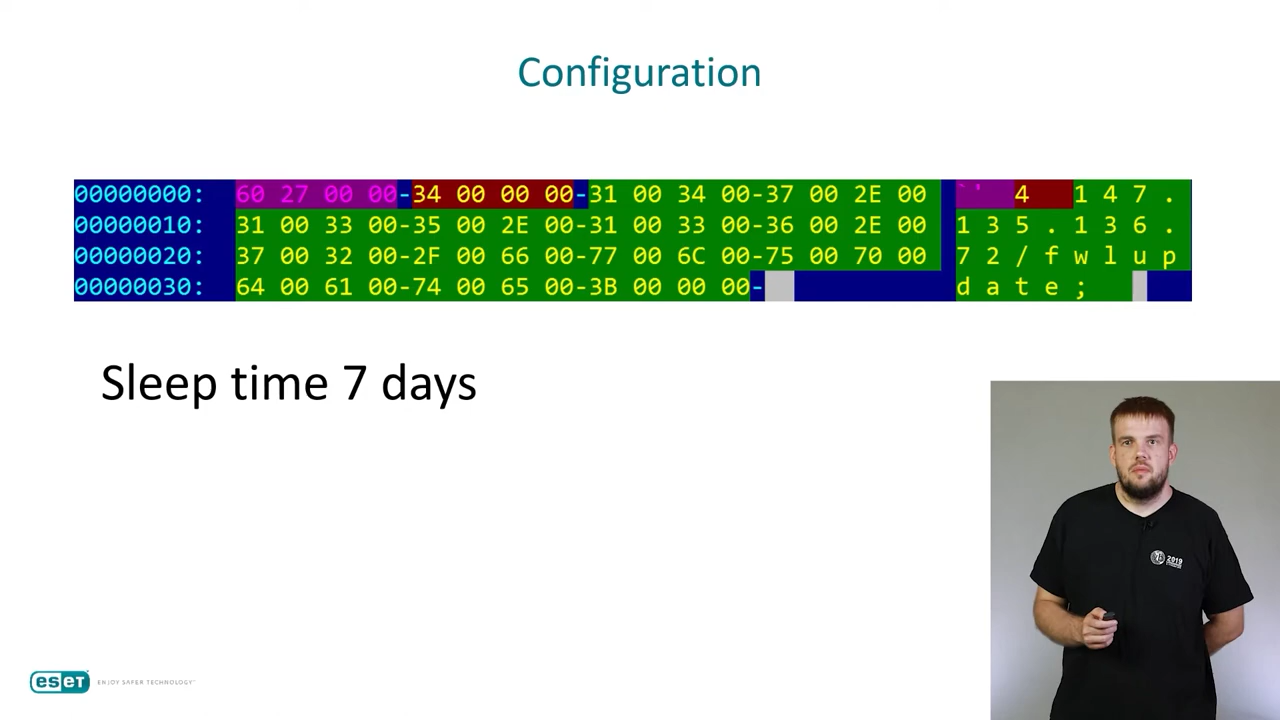 Configuration
00000000: 60 27 00 00-34 00 00 00-31 00 34 00-37 00 2E 00 `' 4 1 4 7 .
00000010: 31 00 33 00-35 00 2E 00-31 00 33 00-36 00 2E 00 1 3 5 . 1 3 6 .
00000020: 37 00 32 00-2F 00 66 00-77 00 6C 00-75 00 70 00 7 2 / f w l u p
00000030: 64 00 61 00-74 00 65 00-3B 00 00 00- d a t e ;
Sleep time 7 days
2019
eset ENJOY SAFER TECHNOLOGY™